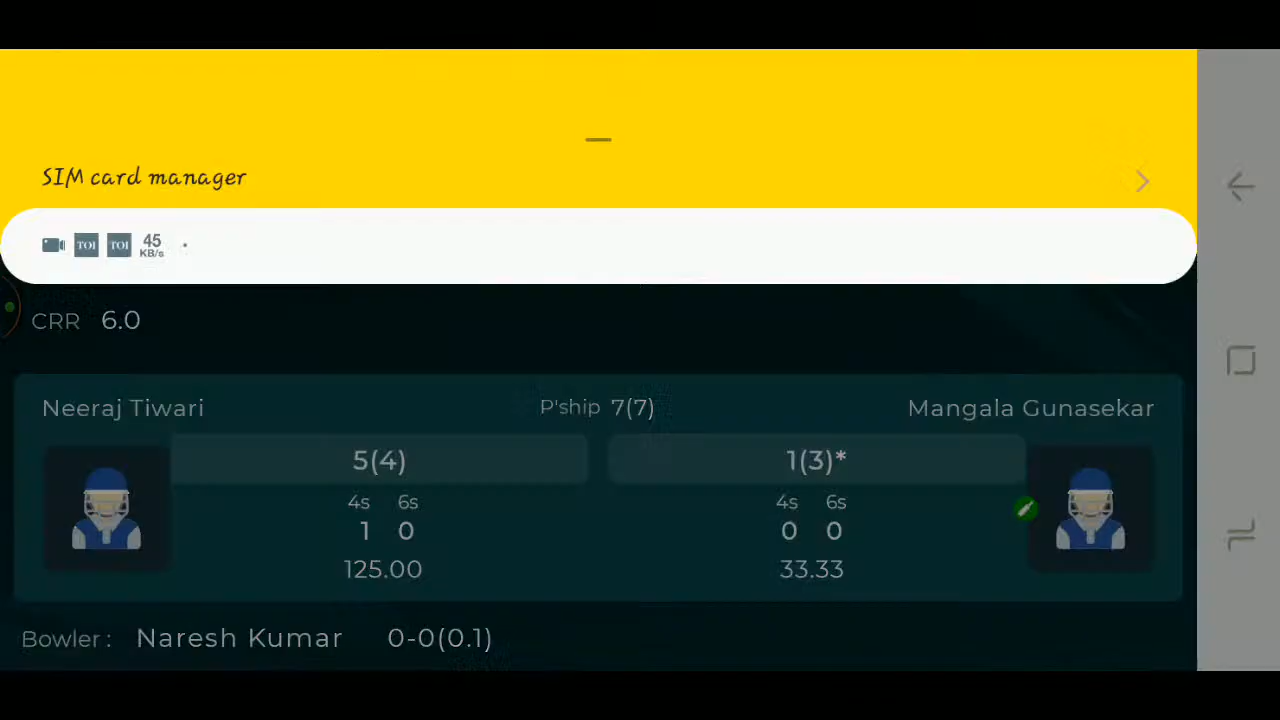 SIM card manager
TOI TOI 45 KB/s
CRR 6.0
Neeraj Tiwari P'ship 7(7) Mangala Gunasekar
5(4) 1(3)*
4s 6s 4s 6s
1 0 0 0
125.00 33.33
Bowler : Naresh Kumar 0-0(0.1)